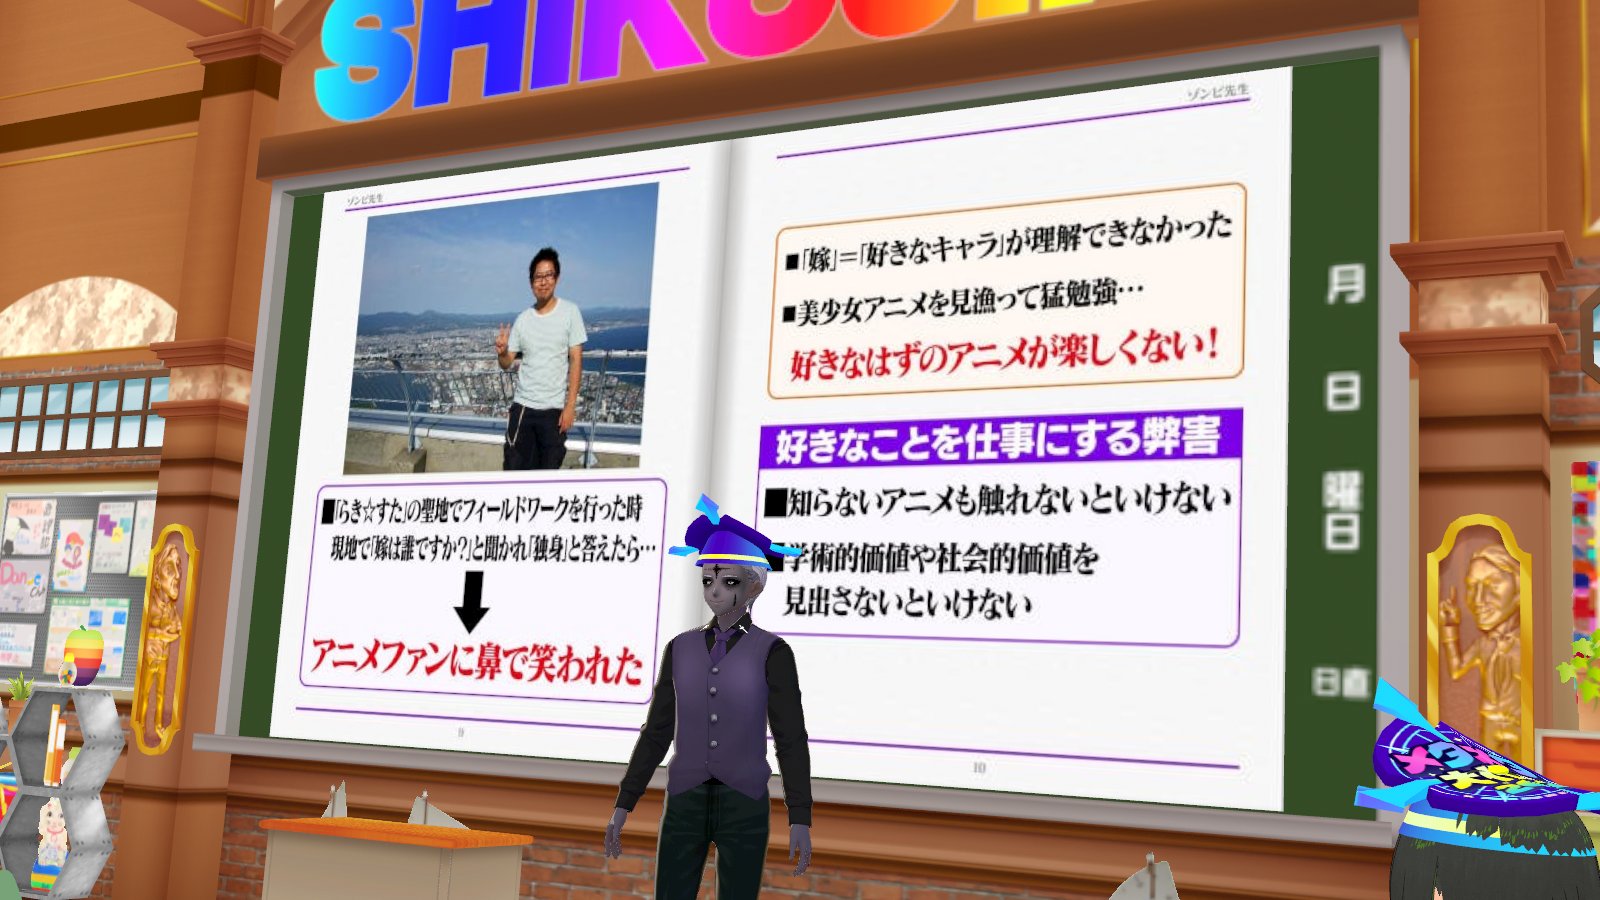 ゾンビ先生
■「らき☆すた」の聖地でフィールドワークを行った時
現地で「嫁は誰ですか?」と聞かれ「独身」と答えたら…
アニメファンに鼻で笑われた
9
ゾンビ先生
■「嫁」=「好きなキャラ」が理解できなかった
■美少女アニメを見漁って猛勉強…
好きなはずのアニメが楽しくない!
好きなことを仕事にする弊害
■知らないアニメも触れないといけない
■学術的価値や社会的価値を
見出さないといけない
10
月
日
曜
日
日直
Dance
Club